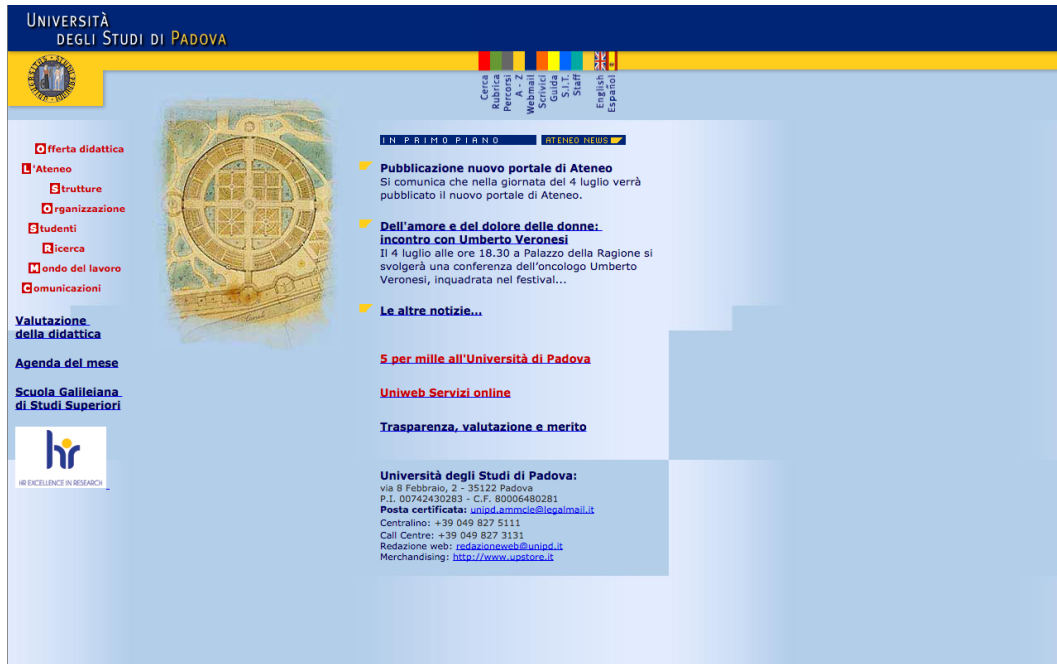 UNIVERSITÀ
DEGLI STUDI DI PADOVA
Cerca
Rubrica
Percorsi
A - Z
Webmail
Scrivici
Guida
S.I.T.
Staff
English
Español
Offerta didattica
L'Ateneo
Strutture
Organizzazione
Studenti
Ricerca
Mondo del lavoro
Comunicazioni
Valutazione
della didattica
Agenda del mese
Scuola Galileiana
di Studi Superiori
hr
HR EXCELLENCE IN RESEARCH
IN PRIMO PIANO
ATENEO NEWS
Pubblicazione nuovo portale di Ateneo
Si comunica che nella giornata del 4 luglio verrà
pubblicato il nuovo portale di Ateneo.
Dell'amore e del dolore delle donne:
incontro con Umberto Veronesi
Il 4 luglio alle ore 18.30 a Palazzo della Ragione si
svolgerà una conferenza dell'oncologo Umberto
Veronesi, inquadrata nel festival...
Le altre notizie...
5 per mille all'Università di Padova
Uniweb Servizi online
Trasparenza, valutazione e merito
Università degli Studi di Padova:
via 8 Febbraio, 2 - 35122 Padova
P.I. 00742430283 - C.F. 80006480281
Posta certificata: unipd.ammcle@legalmail.it
Centralino: +39 049 827 5111
Call Centre: +39 049 827 3131
Redazione web: redazioneweb@unipd.it
Merchandising: http://www.upstore.it